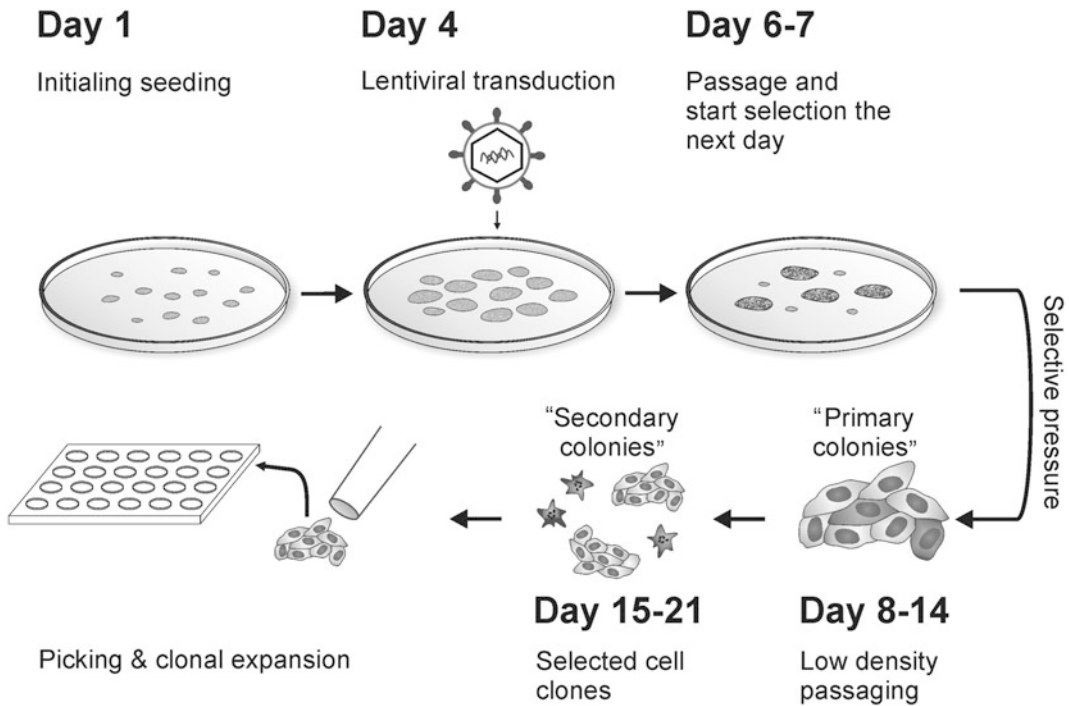 Day 1
Initialing seeding
Day 4
Lentiviral transduction
Day 6-7
Passage and
start selection the
next day
Selective pressure
“Primary
colonies”
Day 8-14
Low density
passaging
“Secondary
colonies”
Day 15-21
Selected cell
clones
Picking & clonal expansion